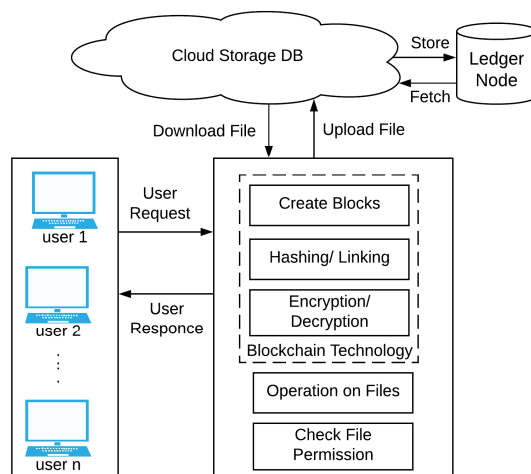 Cloud Storage DB
Store
Ledger
Node
Fetch
Download File
Upload File
user 1
user 2
user n
User
Request
User
Responce
Create Blocks
Hashing/ Linking
Encryption/
Decryption
Blockchain Technology
Operation on Files
Check File
Permission